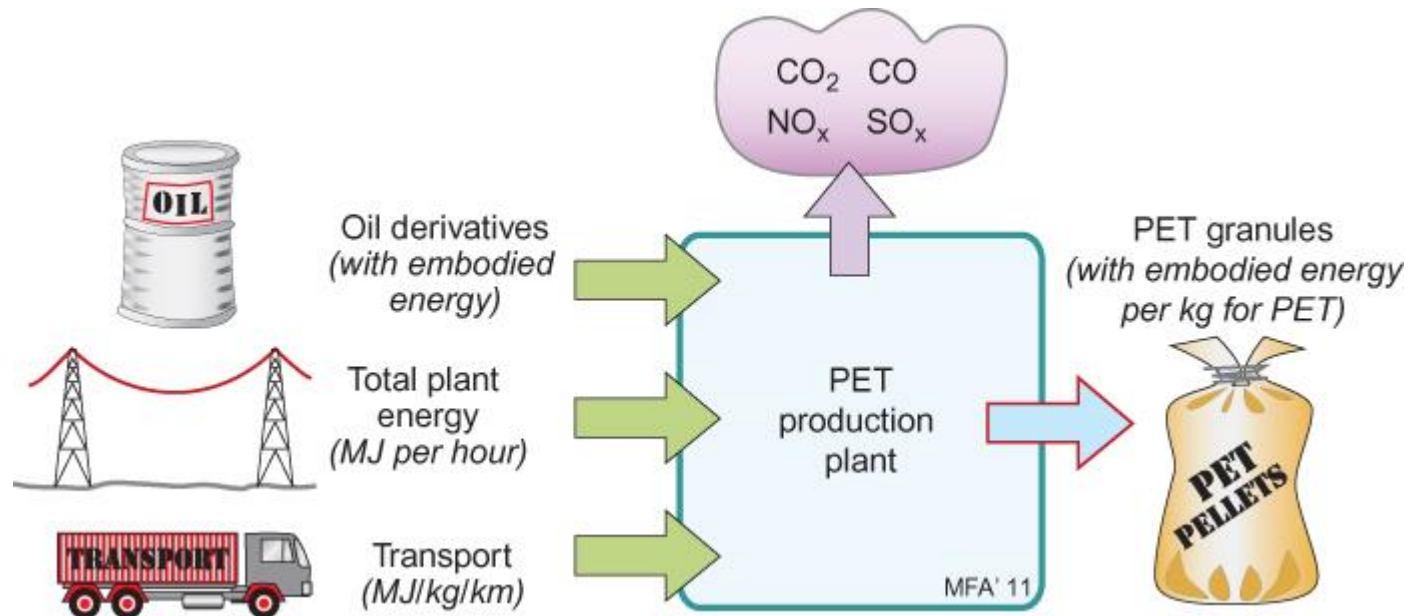 CO₂ CO
NOₓ SOₓ
OIL
Oil derivatives
(with embodied
energy)
PET granules
(with embodied energy
per kg for PET)
Total plant
energy
(MJ per hour)
PET
production
plant
PET
PELLETS
TRANSPORT
Transport
(MJ/kg/km)
MFA' 11